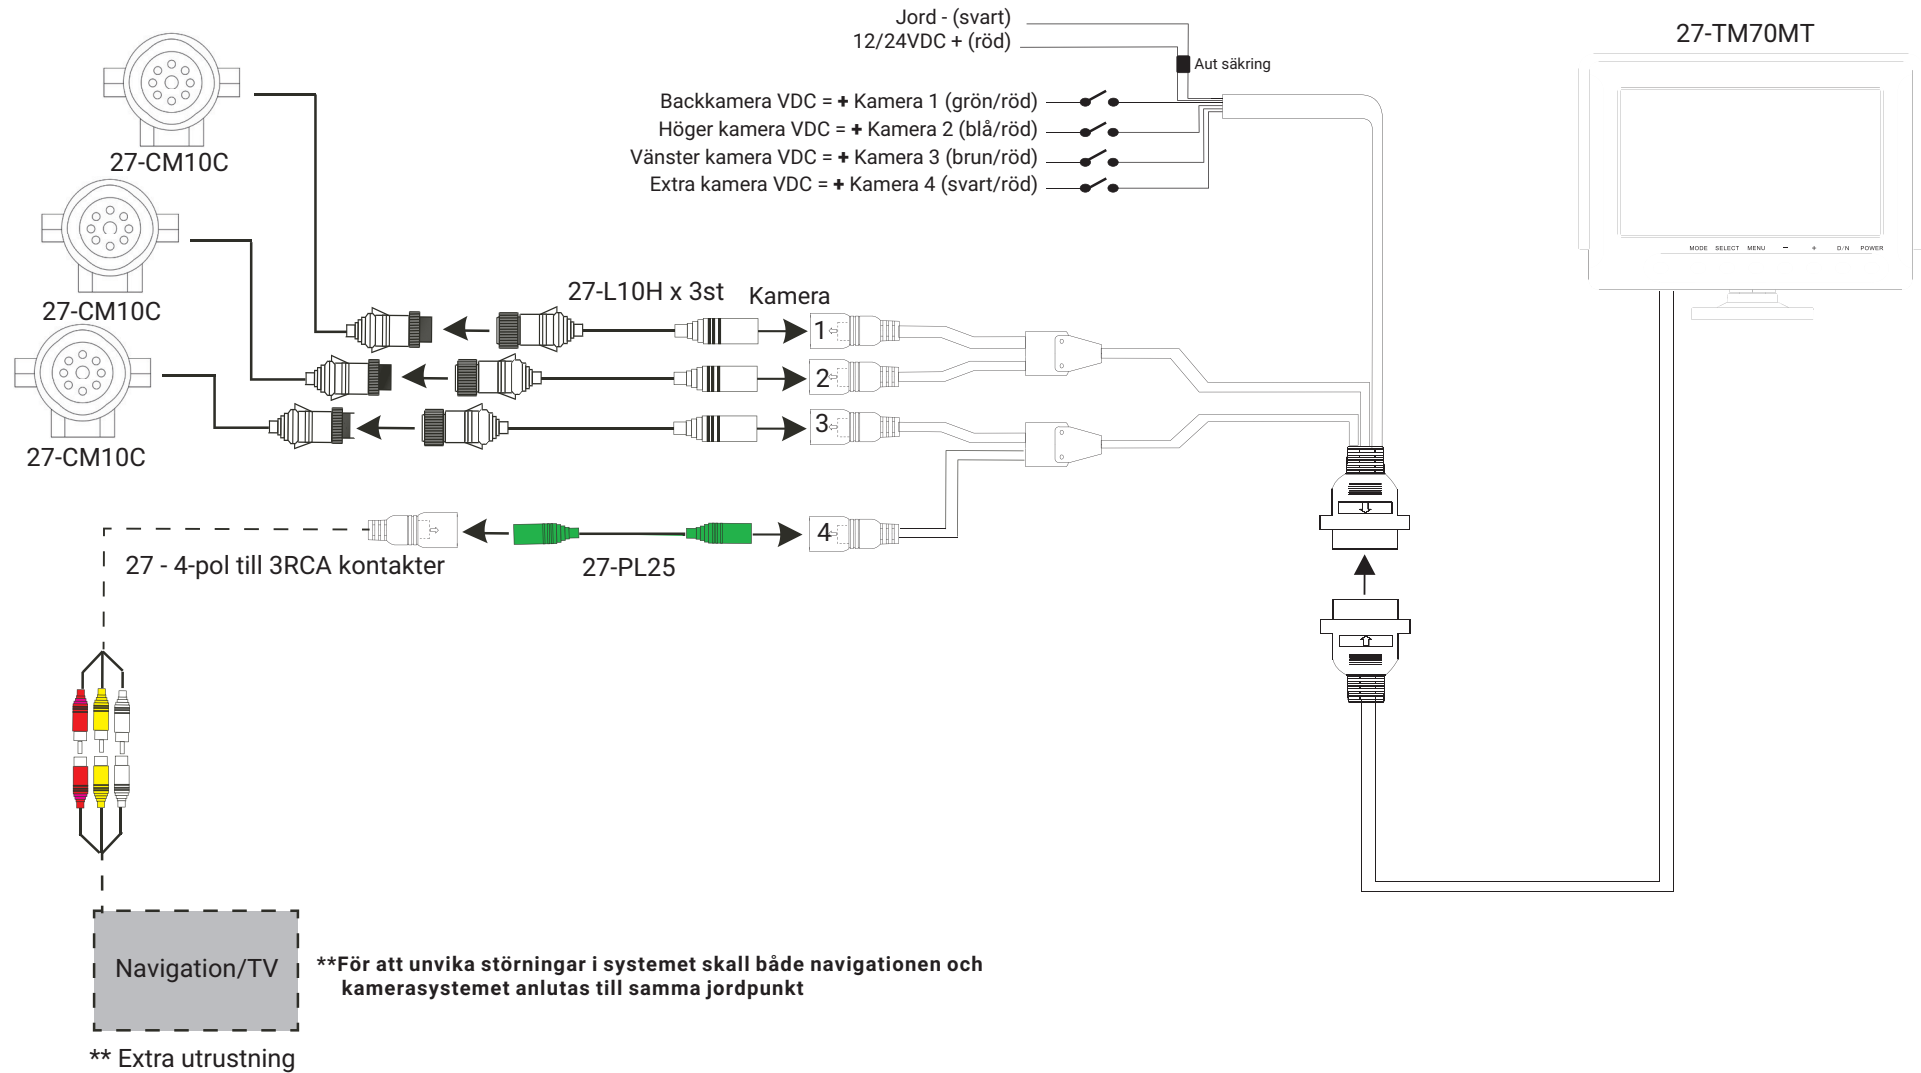 Jord - (svart)
12/24VDC + (röd)
Aut säkring
27-TM70MT
Backkamera VDC = + Kamera 1 (grön/röd)
Höger kamera VDC = + Kamera 2 (blå/röd)
Vänster kamera VDC = + Kamera 3 (brun/röd)
Extra kamera VDC = + Kamera 4 (svart/röd)
27-CM10C
MODE SELECT MENU − + D/N POWER
27-CM10C
27-L10H x 3st
Kamera
1
2
3
27-CM10C
4
27 - 4-pol till 3RCA kontakter
27-PL25
Navigation/TV
**För att unvika störningar i systemet skall både navigationen och
kamerasystemet anlutas till samma jordpunkt
** Extra utrustning